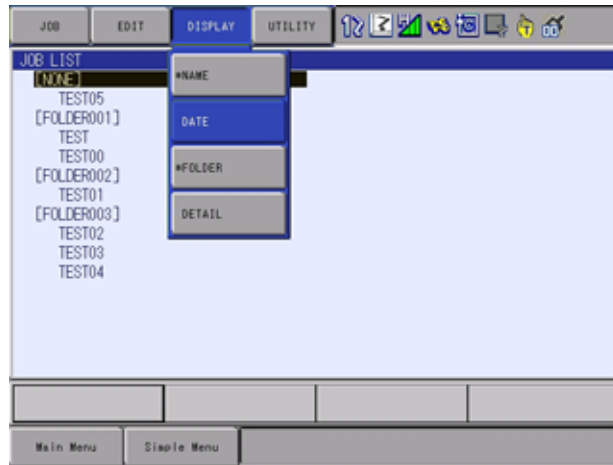 JOB
EDIT
DISPLAY
UTILITY
JOB LIST
[NONE]
TEST05
[FOLDER001]
TEST
TEST00
[FOLDER002]
TEST01
[FOLDER003]
TEST02
TEST03
TEST04
*NAME
DATE
*FOLDER
DETAIL
Main Menu
Simple Menu